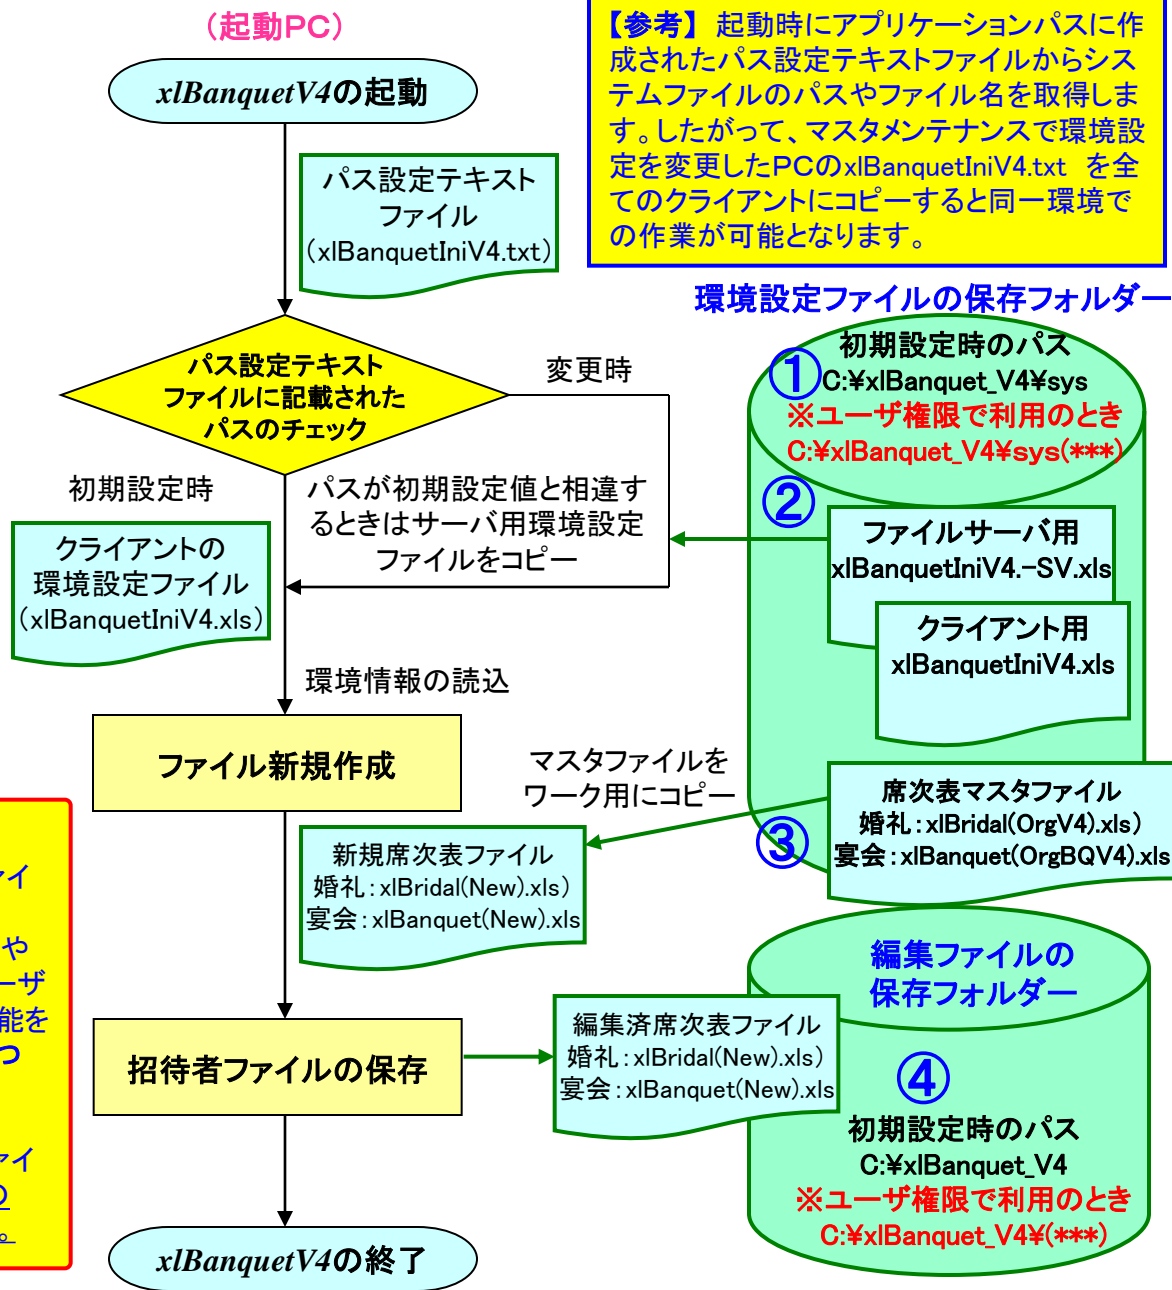 （起動PC）
xlBanquetV4の起動
パス設定テキスト
ファイル
（xlBanquetIniV4.txt）
【参考】 起動時にアプリケーションパスに作
成されたパス設定テキストファイルからシス
テムファイルのパスやファイル名を取得しま
す。したがって、マスタメンテナンスで環境設
定を変更したPCのxlBanquetIniV4.txt を全
てのクライアントにコピーすると同一環境で
の作業が可能となります。
環境設定ファイルの保存フォルダー
パス設定テキスト
ファイルに記載された
パスのチェック
変更時
初期設定時
パスが初期設定値と相違す
るときはサーバ用環境設定
ファイルをコピー
クライアントの
環境設定ファイル
（xlBanquetIniV4.xls）
環境情報の読込
①
初期設定時のパス
C:¥xlBanquet_V4¥sys
※ユーザ権限で利用のとき
C:¥xlBanquet_V4¥sys(***)
②
ファイルサーバ用
xlBanquetIniV4.-SV.xls
クライアント用
xlBanquetIniV4.xls
ファイル新規作成
マスタファイルを
ワーク用にコピー
③
席次表マスタファイル
婚礼：xlBridal(OrgV4).xls）
宴会：xlBanquet(OrgBQV4).xls
新規席次表ファイル
婚礼：xlBridal(New).xls）
宴会：xlBanquet(New).xls
ァイ
や
ーザ
能を
つ
ァイ
の
。
招待者ファイルの保存
編集済席次表ファイル
婚礼：xlBridal(New).xls）
宴会：xlBanquet(New).xls
編集ファイルの
保存フォルダー
④
初期設定時のパス
C:¥xlBanquet_V4
※ユーザ権限で利用のとき
C:¥xlBanquet_V4¥(***)
xlBanquetV4の終了